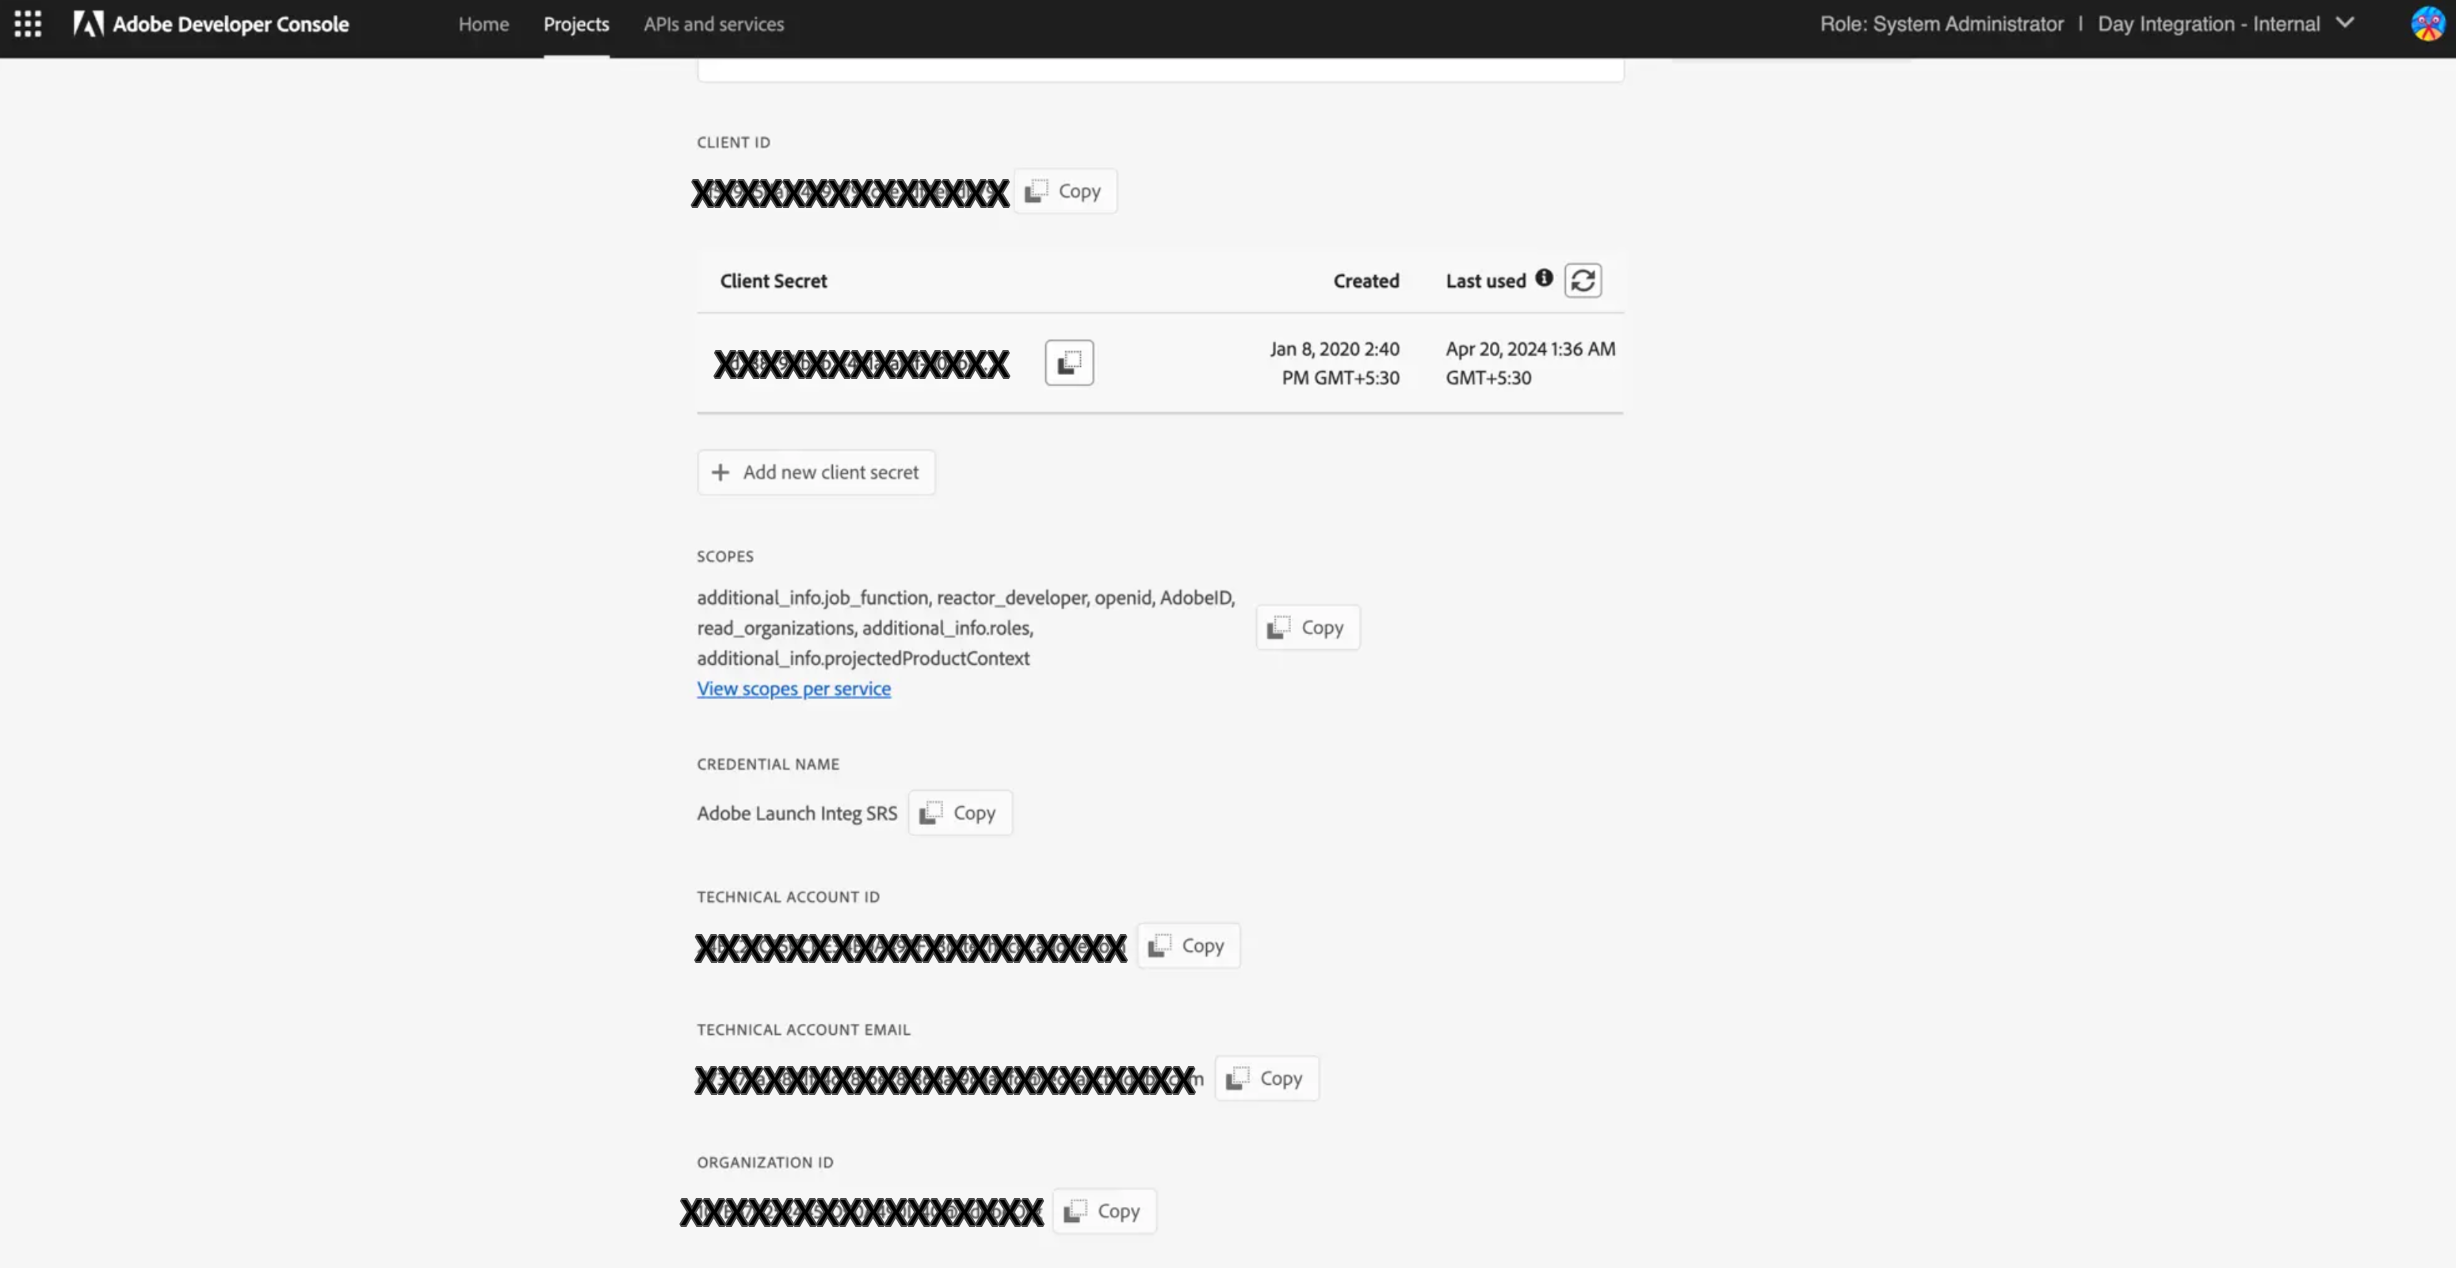 Adobe Developer Console
Home
Projects
APIs and services
Role: System Administrator | Day Integration - Internal
CLIENT ID
XXXXXXXXXXXXXX Copy
Client Secret
Created
Last used
XXXXXXXXXXXXX
Jan 8, 2020 2:40
PM GMT+5:30
Apr 20, 2024 1:36 AM
GMT+5:30
+ Add new client secret
SCOPES
additional_info.job_function, reactor_developer, openid, AdobeID,
read_organizations, additional_info.roles,
additional_info.projectedProductContext
Copy
View scopes per service
CREDENTIAL NAME
Adobe Launch Integ SRS Copy
TECHNICAL ACCOUNT ID
XXXXXXXXXXXXXXXXXXX Copy
TECHNICAL ACCOUNT EMAIL
XXXXXXXXXXXXXXXXXXXXXX Copy
ORGANIZATION ID
XXXXXXXXXXXXXXXX Copy